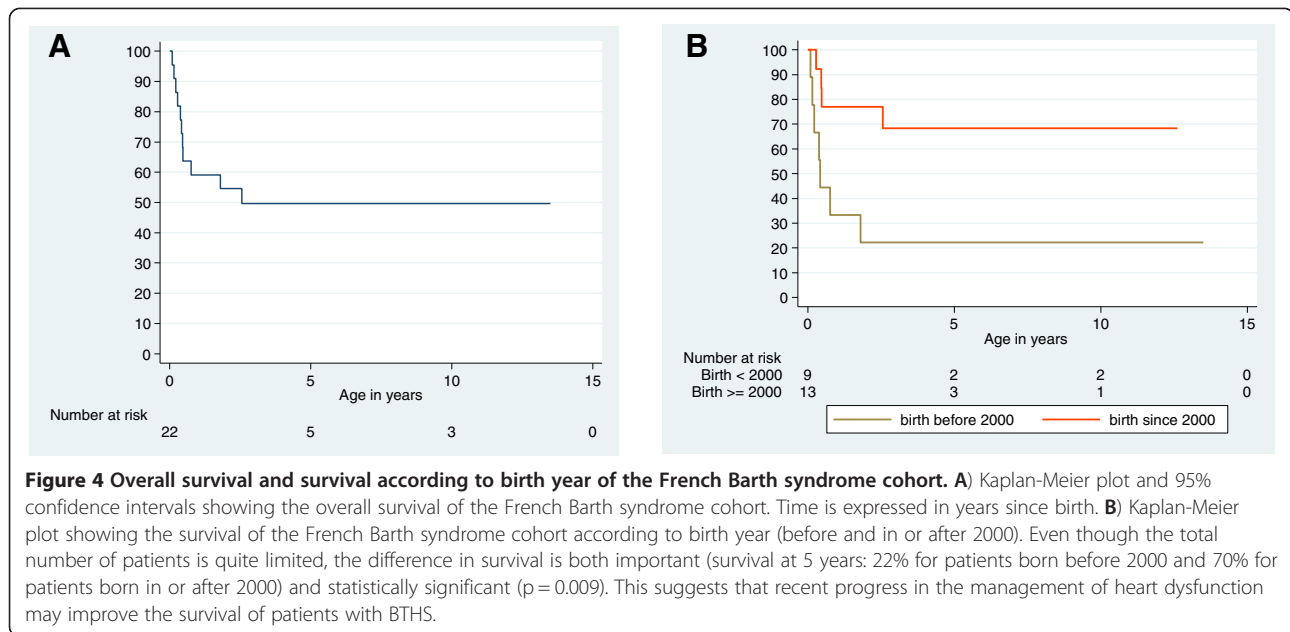 A
100
90
80
70
60
50
40
30
20
10
0
0 5 10 15
Age in years
Number at risk
22 5 3 0
B
100
90
80
70
60
50
40
30
20
10
0
0 5 10 15
Age in years
Number at risk
Birth < 2000 9 2 2 0
Birth >= 2000 13 3 1 0
birth before 2000 birth since 2000
Figure 4 Overall survival and survival according to birth year of the French Barth syndrome cohort. A) Kaplan-Meier plot and 95%
confidence intervals showing the overall survival of the French Barth syndrome cohort. Time is expressed in years since birth. B) Kaplan-Meier
plot showing the survival of the French Barth syndrome cohort according to birth year (before and in or after 2000). Even though the total
number of patients is quite limited, the difference in survival is both important (survival at 5 years: 22% for patients born before 2000 and 70% for
patients born in or after 2000) and statistically significant (p = 0.009). This suggests that recent progress in the management of heart dysfunction
may improve the survival of patients with BTHS.